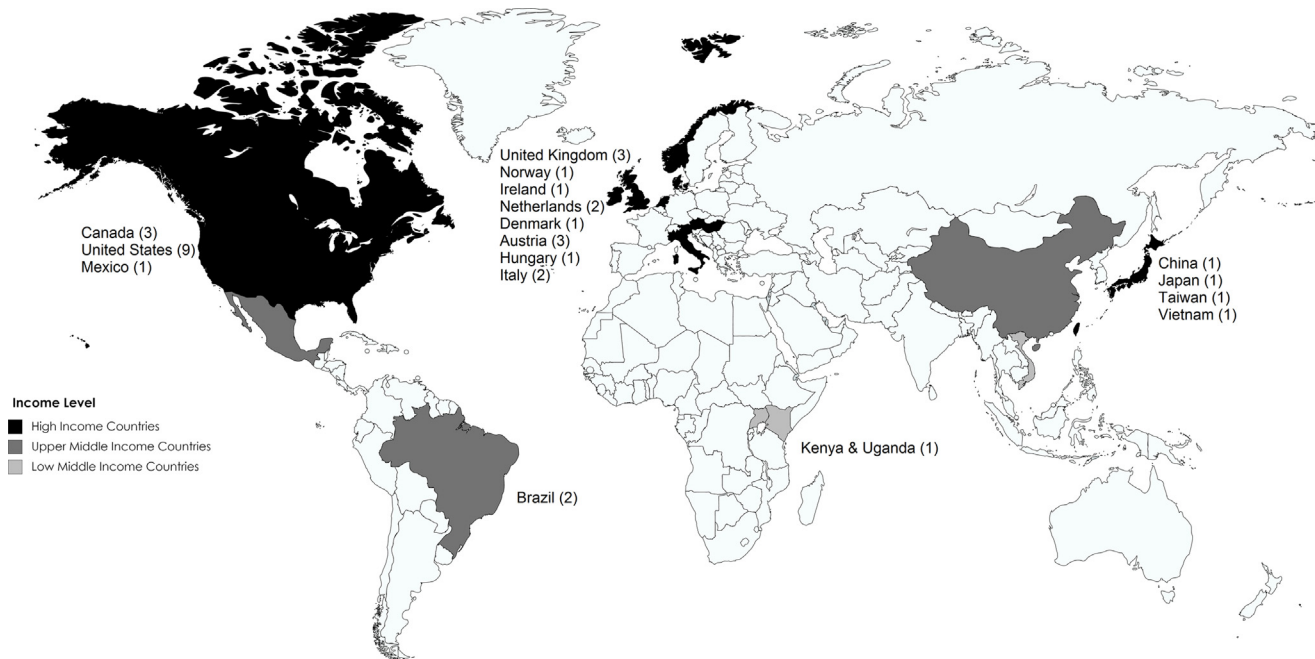 United Kingdom (3)
Norway (1)
Ireland (1)
Netherlands (2)
Denmark (1)
Austria (3)
Hungary (1)
Italy (2)
Canada (3)
United States (9)
Mexico (1)
China (1)
Japan (1)
Taiwan (1)
Vietnam (1)
Income Level
High Income Countries
Upper Middle Income Countries
Low Middle Income Countries
Kenya & Uganda (1)
Brazil (2)